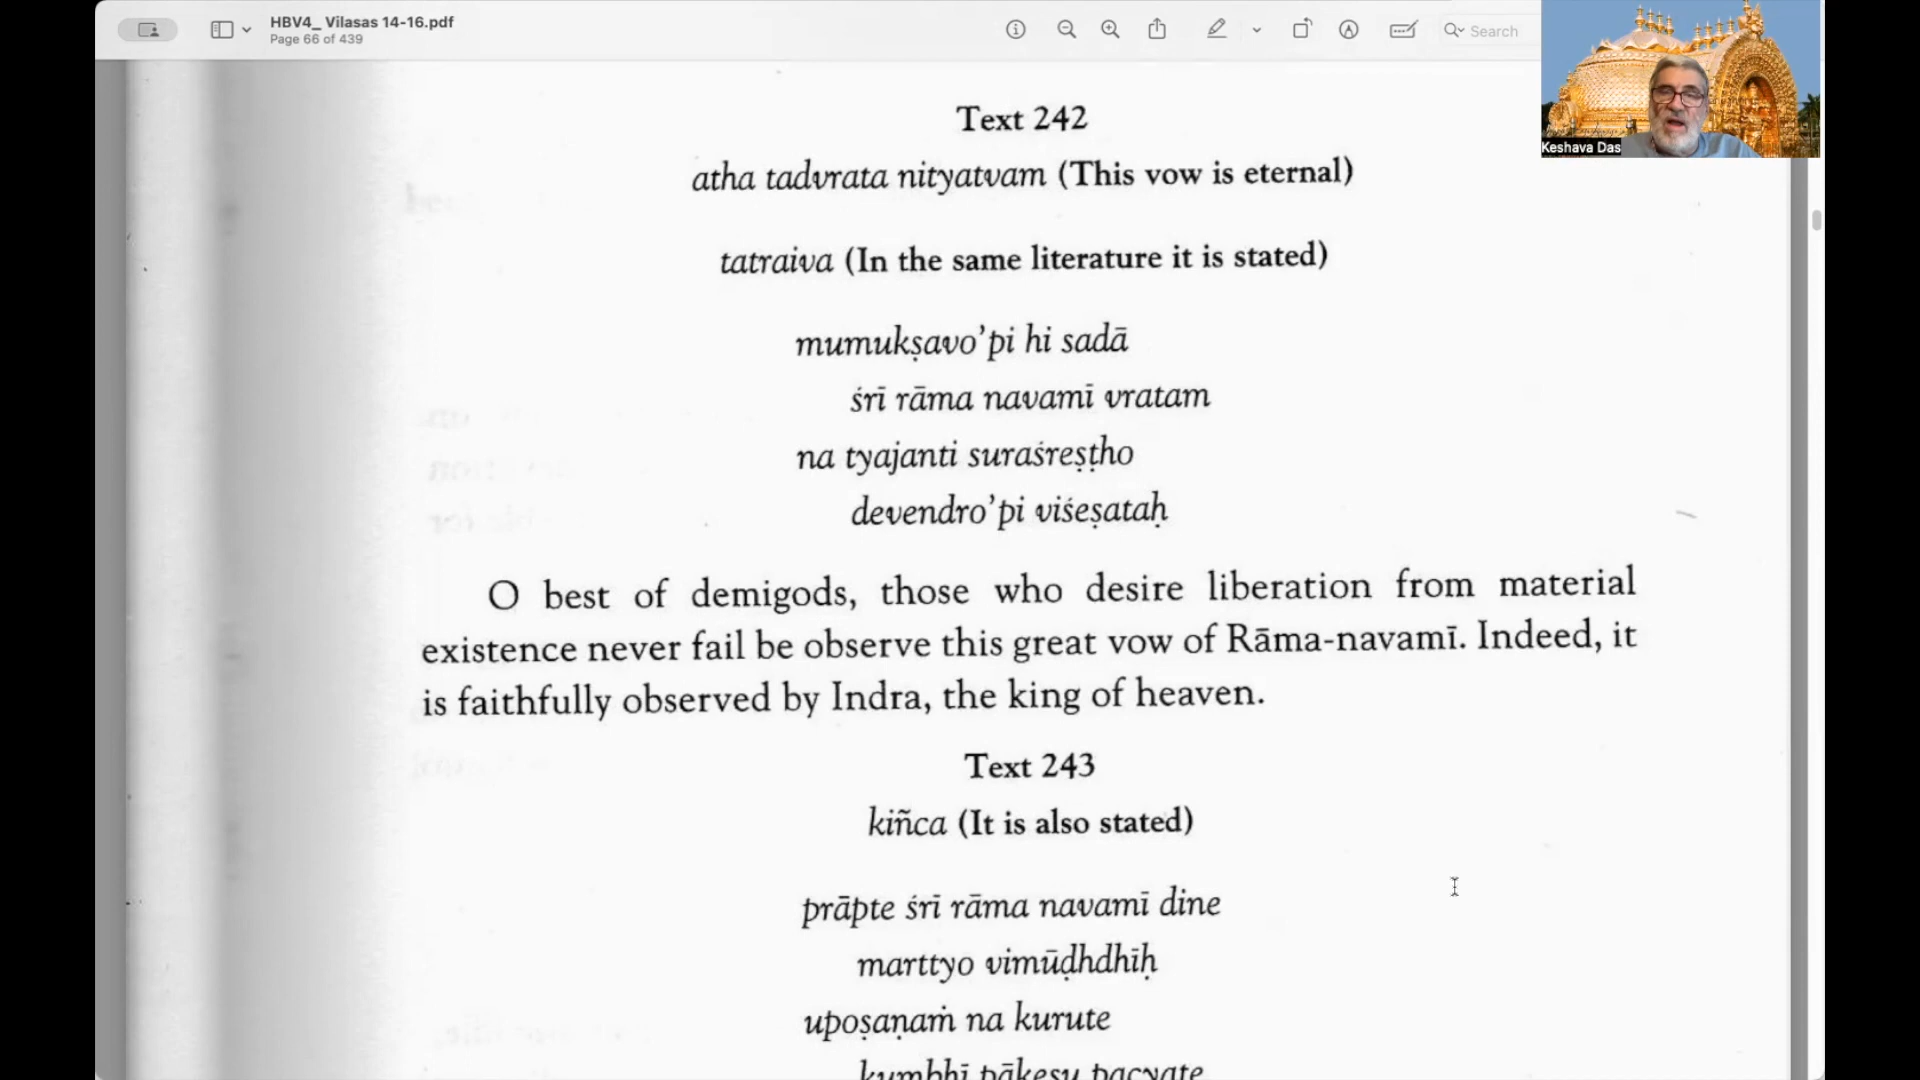 HBV4_ Vilasas 14-16.pdf
Page 66 of 439
Search
Keshava Das
Text 242
atha tadvrata nityatvam (This vow is eternal)
tatraiva (In the same literature it is stated)
mumukṣavo'pi hi sadā
śrī rāma navamī vratam
na tyajanti suraśreṣṭho
devendro'pi viśeṣataḥ
O best of demigods, those who desire liberation from material
existence never fail be observe this great vow of Rāma-navamī. Indeed, it
is faithfully observed by Indra, the king of heaven.
Text 243
kiñca (It is also stated)
prāpte śrī rāma navamī dine
marttyo vimūḍhdhīḥ
upoṣaṇaṁ na kurute
kumbhī pākeṣu pacyate